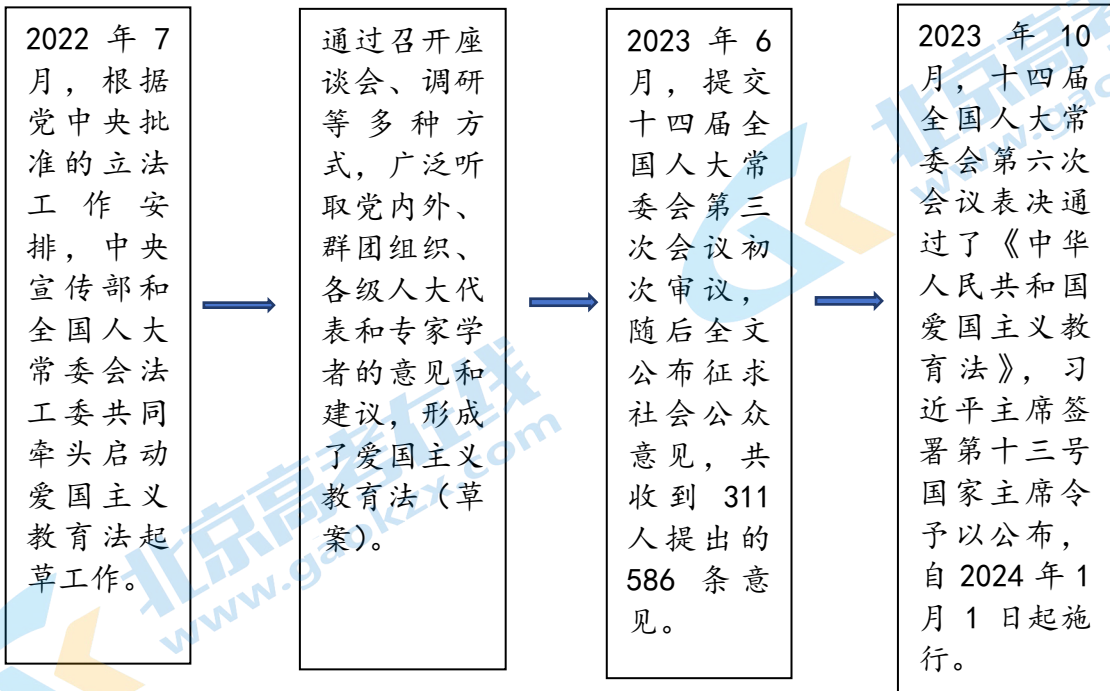 2022 年 7
月，根据
党中央批
准的立法
工作安
排，中央
宣传部和
全国人大
常委会法
工委共同
牵头启动
爱国主义
教育法起
草工作。
通过召开座
谈会、调研
等多种方
式，广泛听
取党内外、
群团组织、
各级人大代
表和专家学
者的意见和
建议，形成
了爱国主义
教育法（草
案）。
2023 年 6
月，提交
十四届全
国人大常
委会第三
次会议初
次审议，
随后全文
公布征求
社会公众
意见，共
收到 311
人提出的
586 条意
见。
2023 年 10
月，十四届
全国人大常
委会第六次
会议表决通
过了《中华
人民共和国
爱国主义教
育法》，习
近平主席签
署第十三号
国家主席令
予以公布，
自 2024 年 1
月 1 日起施
行。
北京高考在线
www.gaokzx.com